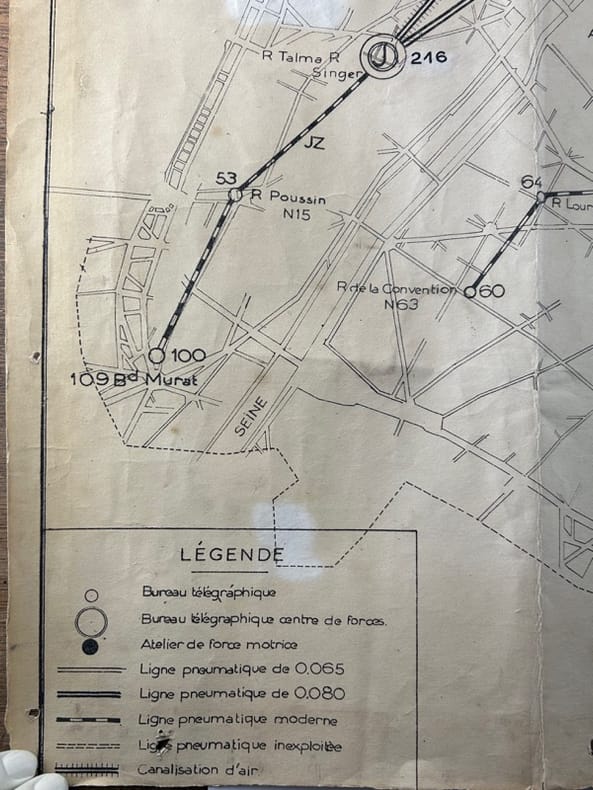 R Talma R
Singer
216
JZ
53
R Poussin
N15
64
R Lour
R de la Convention
N63
60
100
109 Bd Murat
SEINE
LÉGENDE
Bureau télégraphique
Bureau télégraphique centre de forces.
Atelier de force motrice
Ligne pneumatique de 0,065
Ligne pneumatique de 0,080
Ligne pneumatique moderne
Ligne pneumatique inexploitée
Canalisation d'air